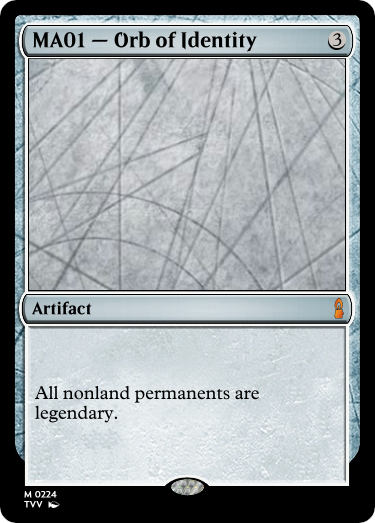 MA01 — Orb of Identity 3
Artifact
All nonland permanents are
legendary.
M 0224
TVV